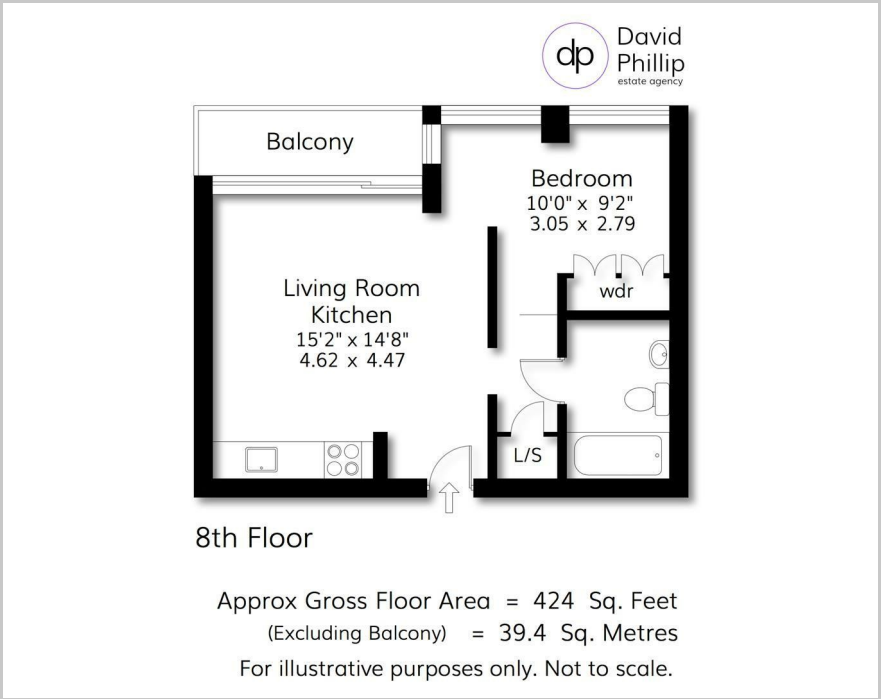 dp
David
Phillip
estate agency
Balcony
Bedroom
10'0" x 9'2"
3.05 x 2.79
wdr
Living Room
Kitchen
15'2" x 14'8"
4.62 x 4.47
L/S
8th Floor
Approx Gross Floor Area = 424 Sq. Feet
(Excluding Balcony) = 39.4 Sq. Metres
For illustrative purposes only. Not to scale.